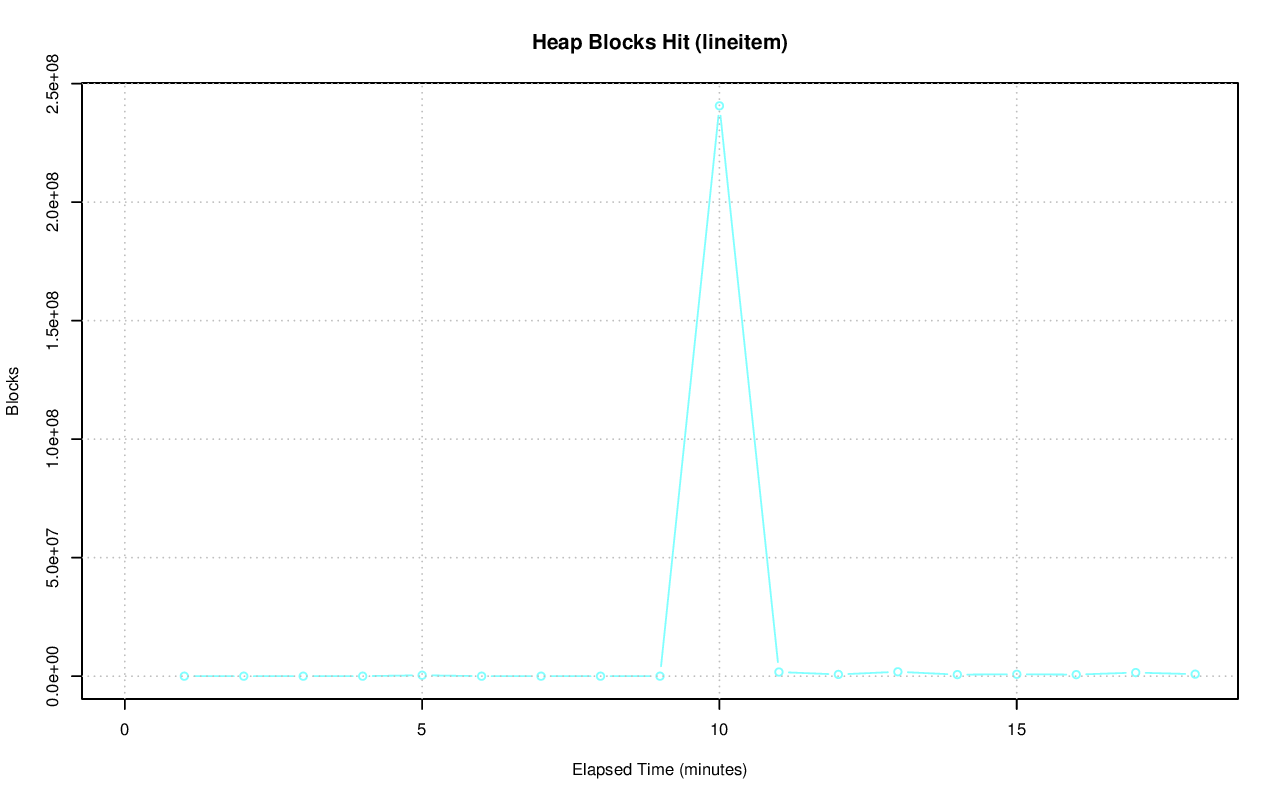 Heap Blocks Hit (lineitem)
Blocks
2.5e+08
2.0e+08
1.5e+08
1.0e+08
5.0e+07
0.0e+00
0 5 10 15
Elapsed Time (minutes)